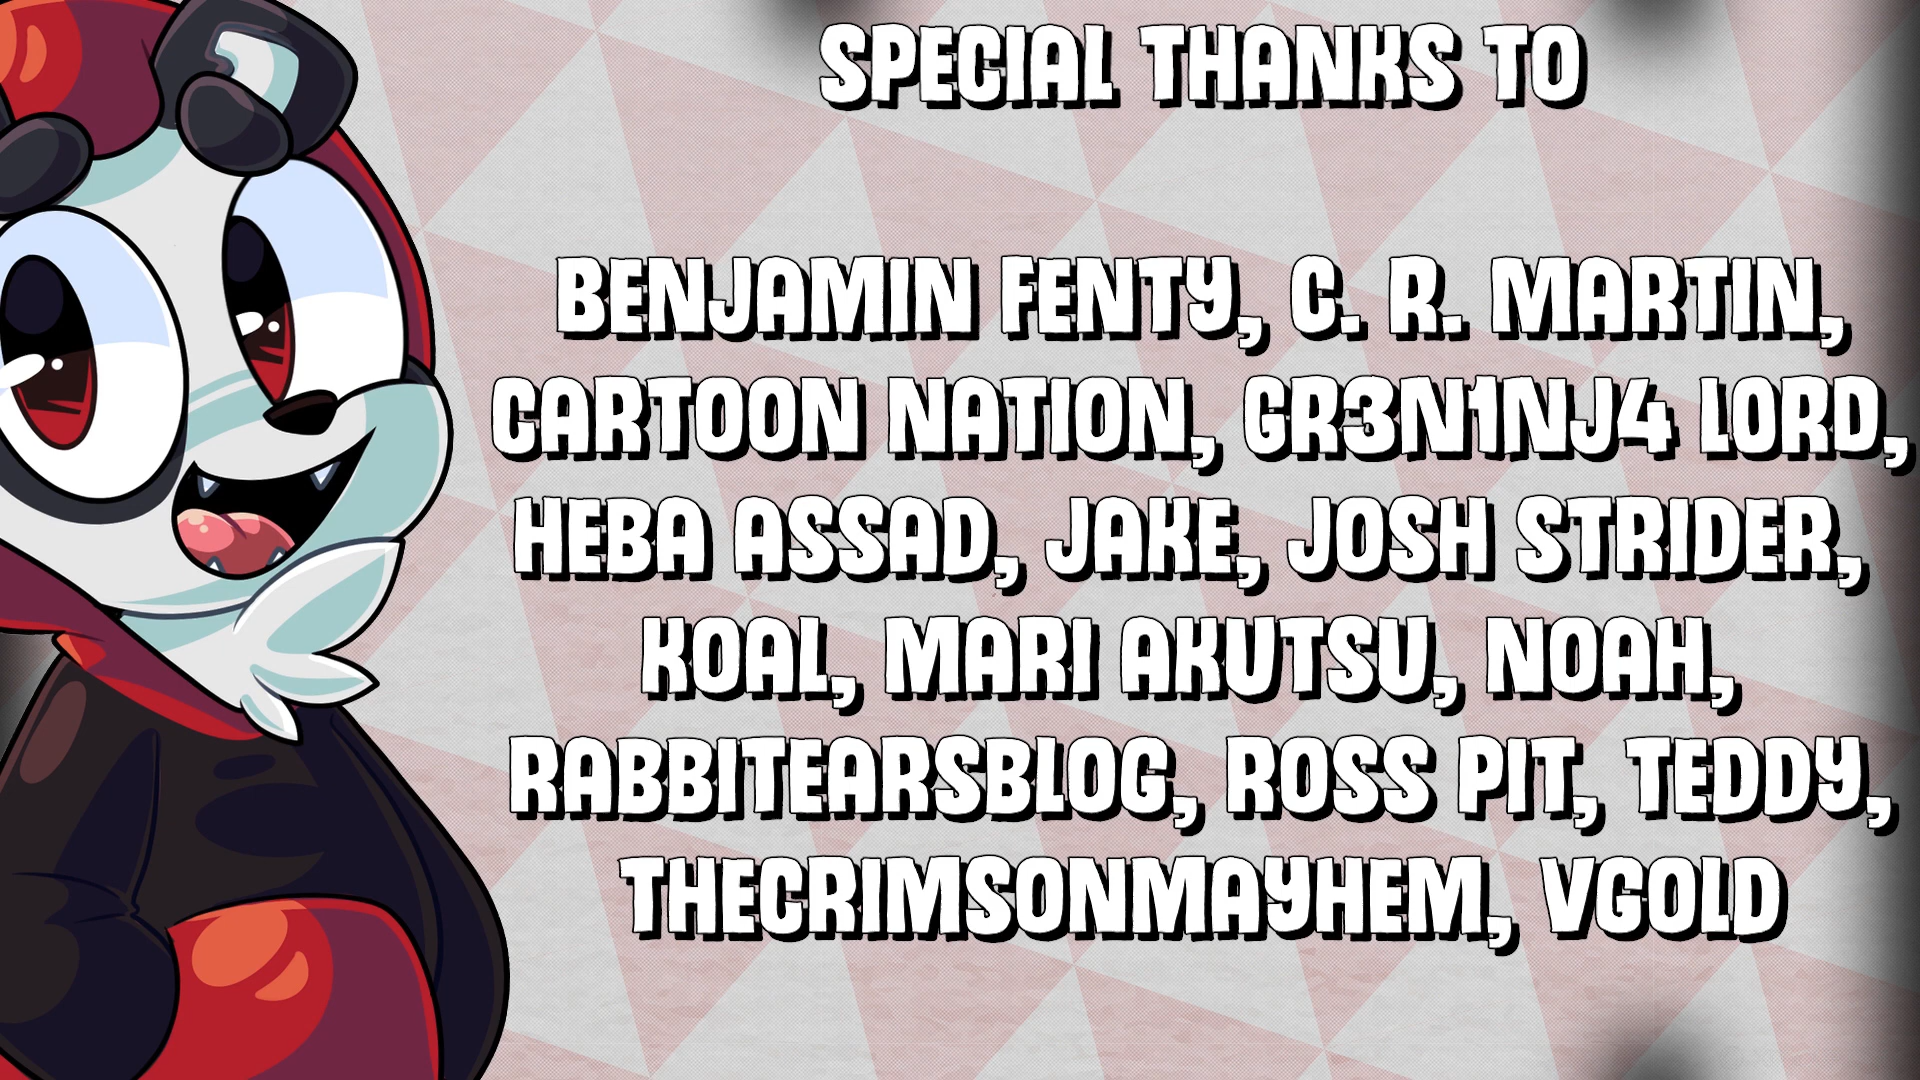 SPECIAL THANKS TO
BENJAMIN FENTY, C. R. MARTIN,
CARTOON NATION, GR3N1NJ4 LORD,
HEBA ASSAD, JAKE, JOSH STRIDER,
KOAL, MARI AKUTSU, NOAH,
RABBITEARSBLOG, ROSS PIT, TEDDY,
THECRIMSONMAYHEM, VGOLD